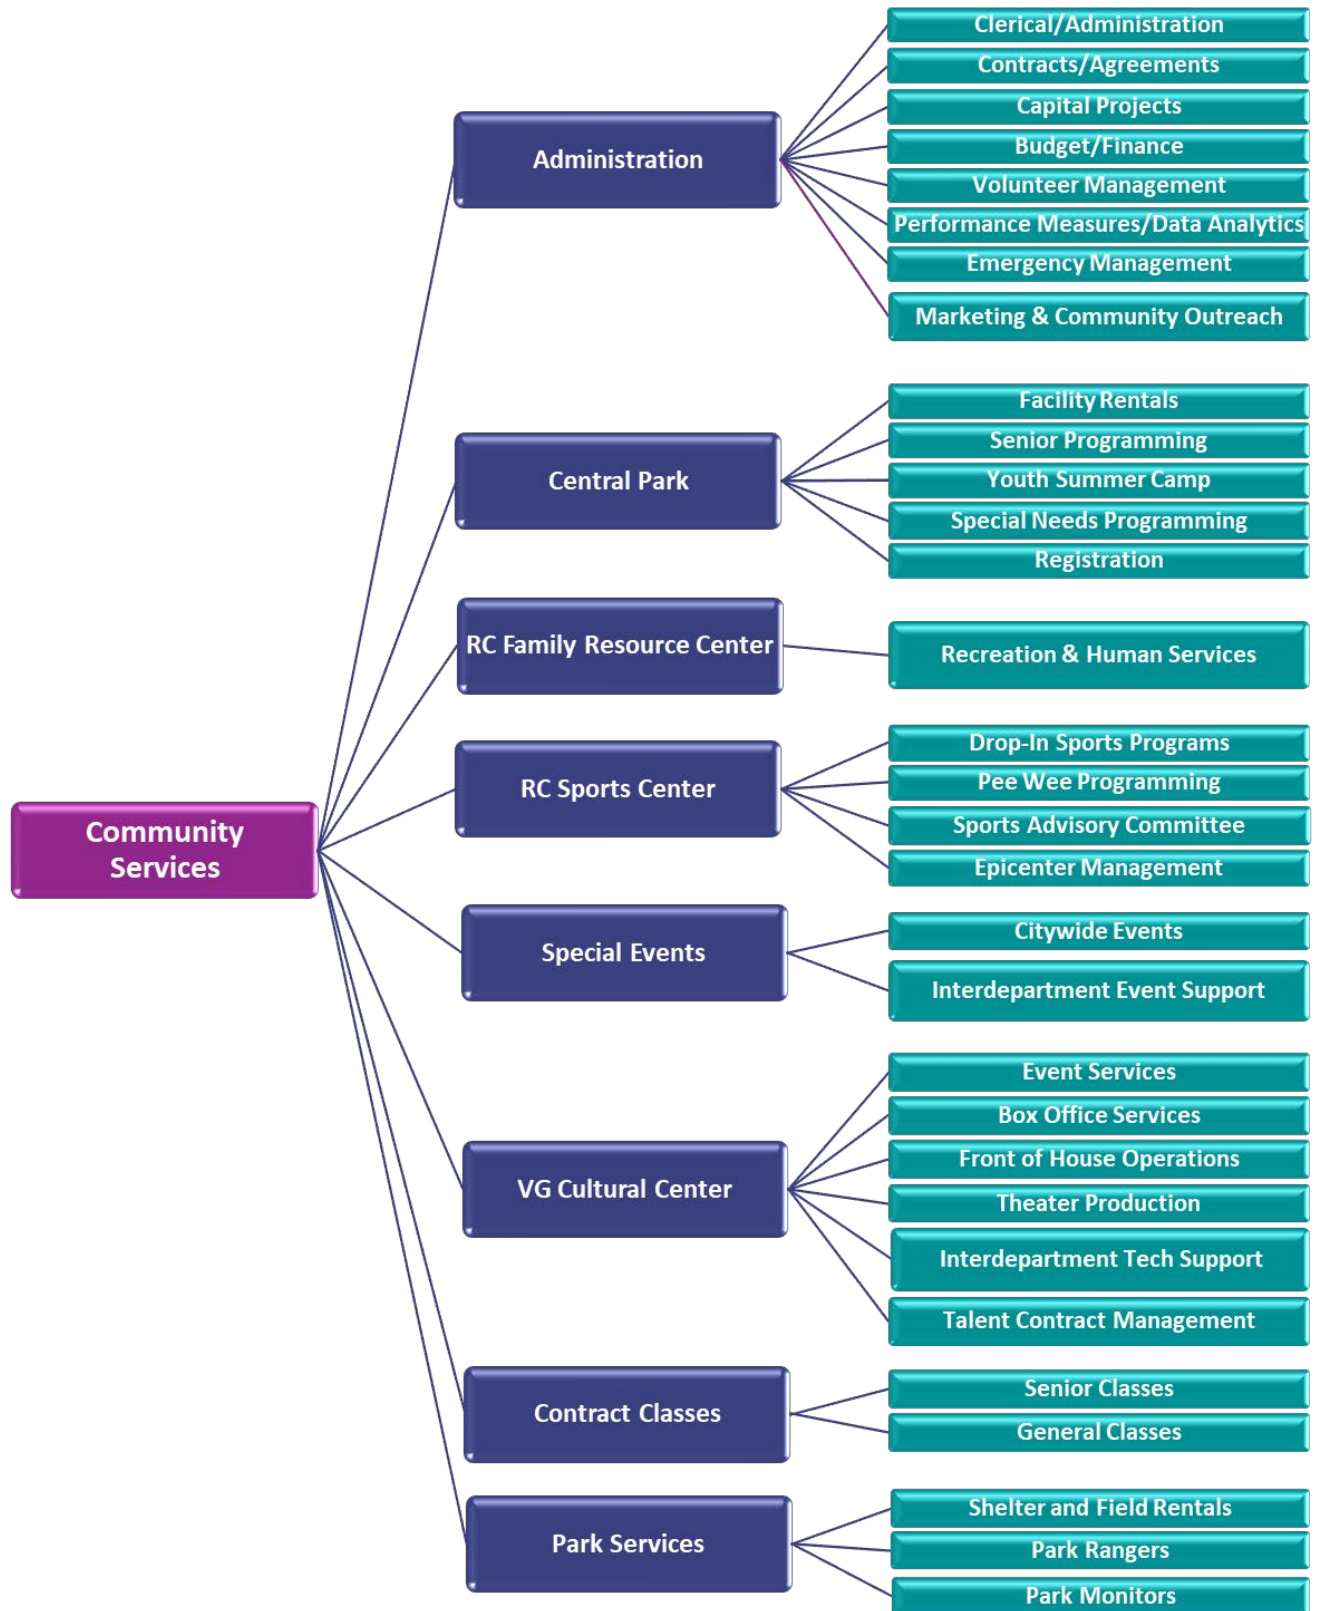 Community
Services
Administration
Clerical/Administration
Contracts/Agreements
Capital Projects
Budget/Finance
Volunteer Management
Performance Measures/Data Analytics
Emergency Management
Marketing & Community Outreach
Central Park
Facility Rentals
Senior Programming
Youth Summer Camp
Special Needs Programming
Registration
RC Family Resource Center
Recreation & Human Services
RC Sports Center
Drop-In Sports Programs
Pee Wee Programming
Sports Advisory Committee
Epicenter Management
Special Events
Citywide Events
Interdepartment Event Support
VG Cultural Center
Event Services
Box Office Services
Front of House Operations
Theater Production
Interdepartment Tech Support
Talent Contract Management
Contract Classes
Senior Classes
General Classes
Park Services
Shelter and Field Rentals
Park Rangers
Park Monitors